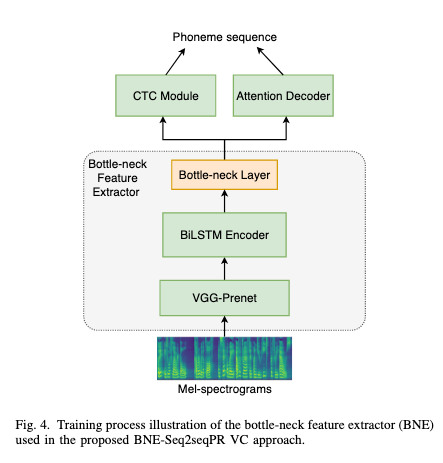 Phoneme sequence
CTC Module
Attention Decoder
Bottle-neck
Feature
Extractor
Bottle-neck Layer
BiLSTM Encoder
VGG-Prenet
Mel-spectrograms
Fig. 4. Training process illustration of the bottle-neck feature extractor (BNE)
used in the proposed BNE-Seq2seqPR VC approach.